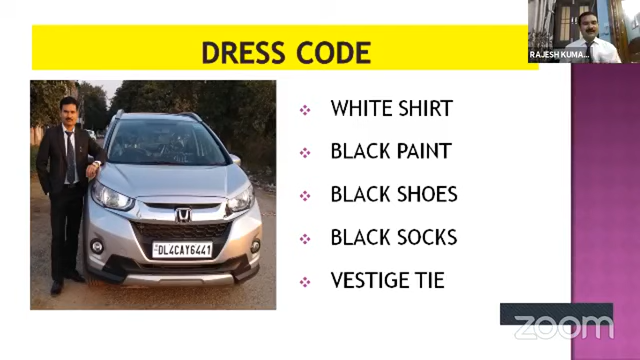 DRESS CODE
RAJESH KUMA...
WHITE SHIRT
BLACK PAINT
BLACK SHOES
BLACK SOCKS
VESTIGE TIE
DL4CAY6441
zoom